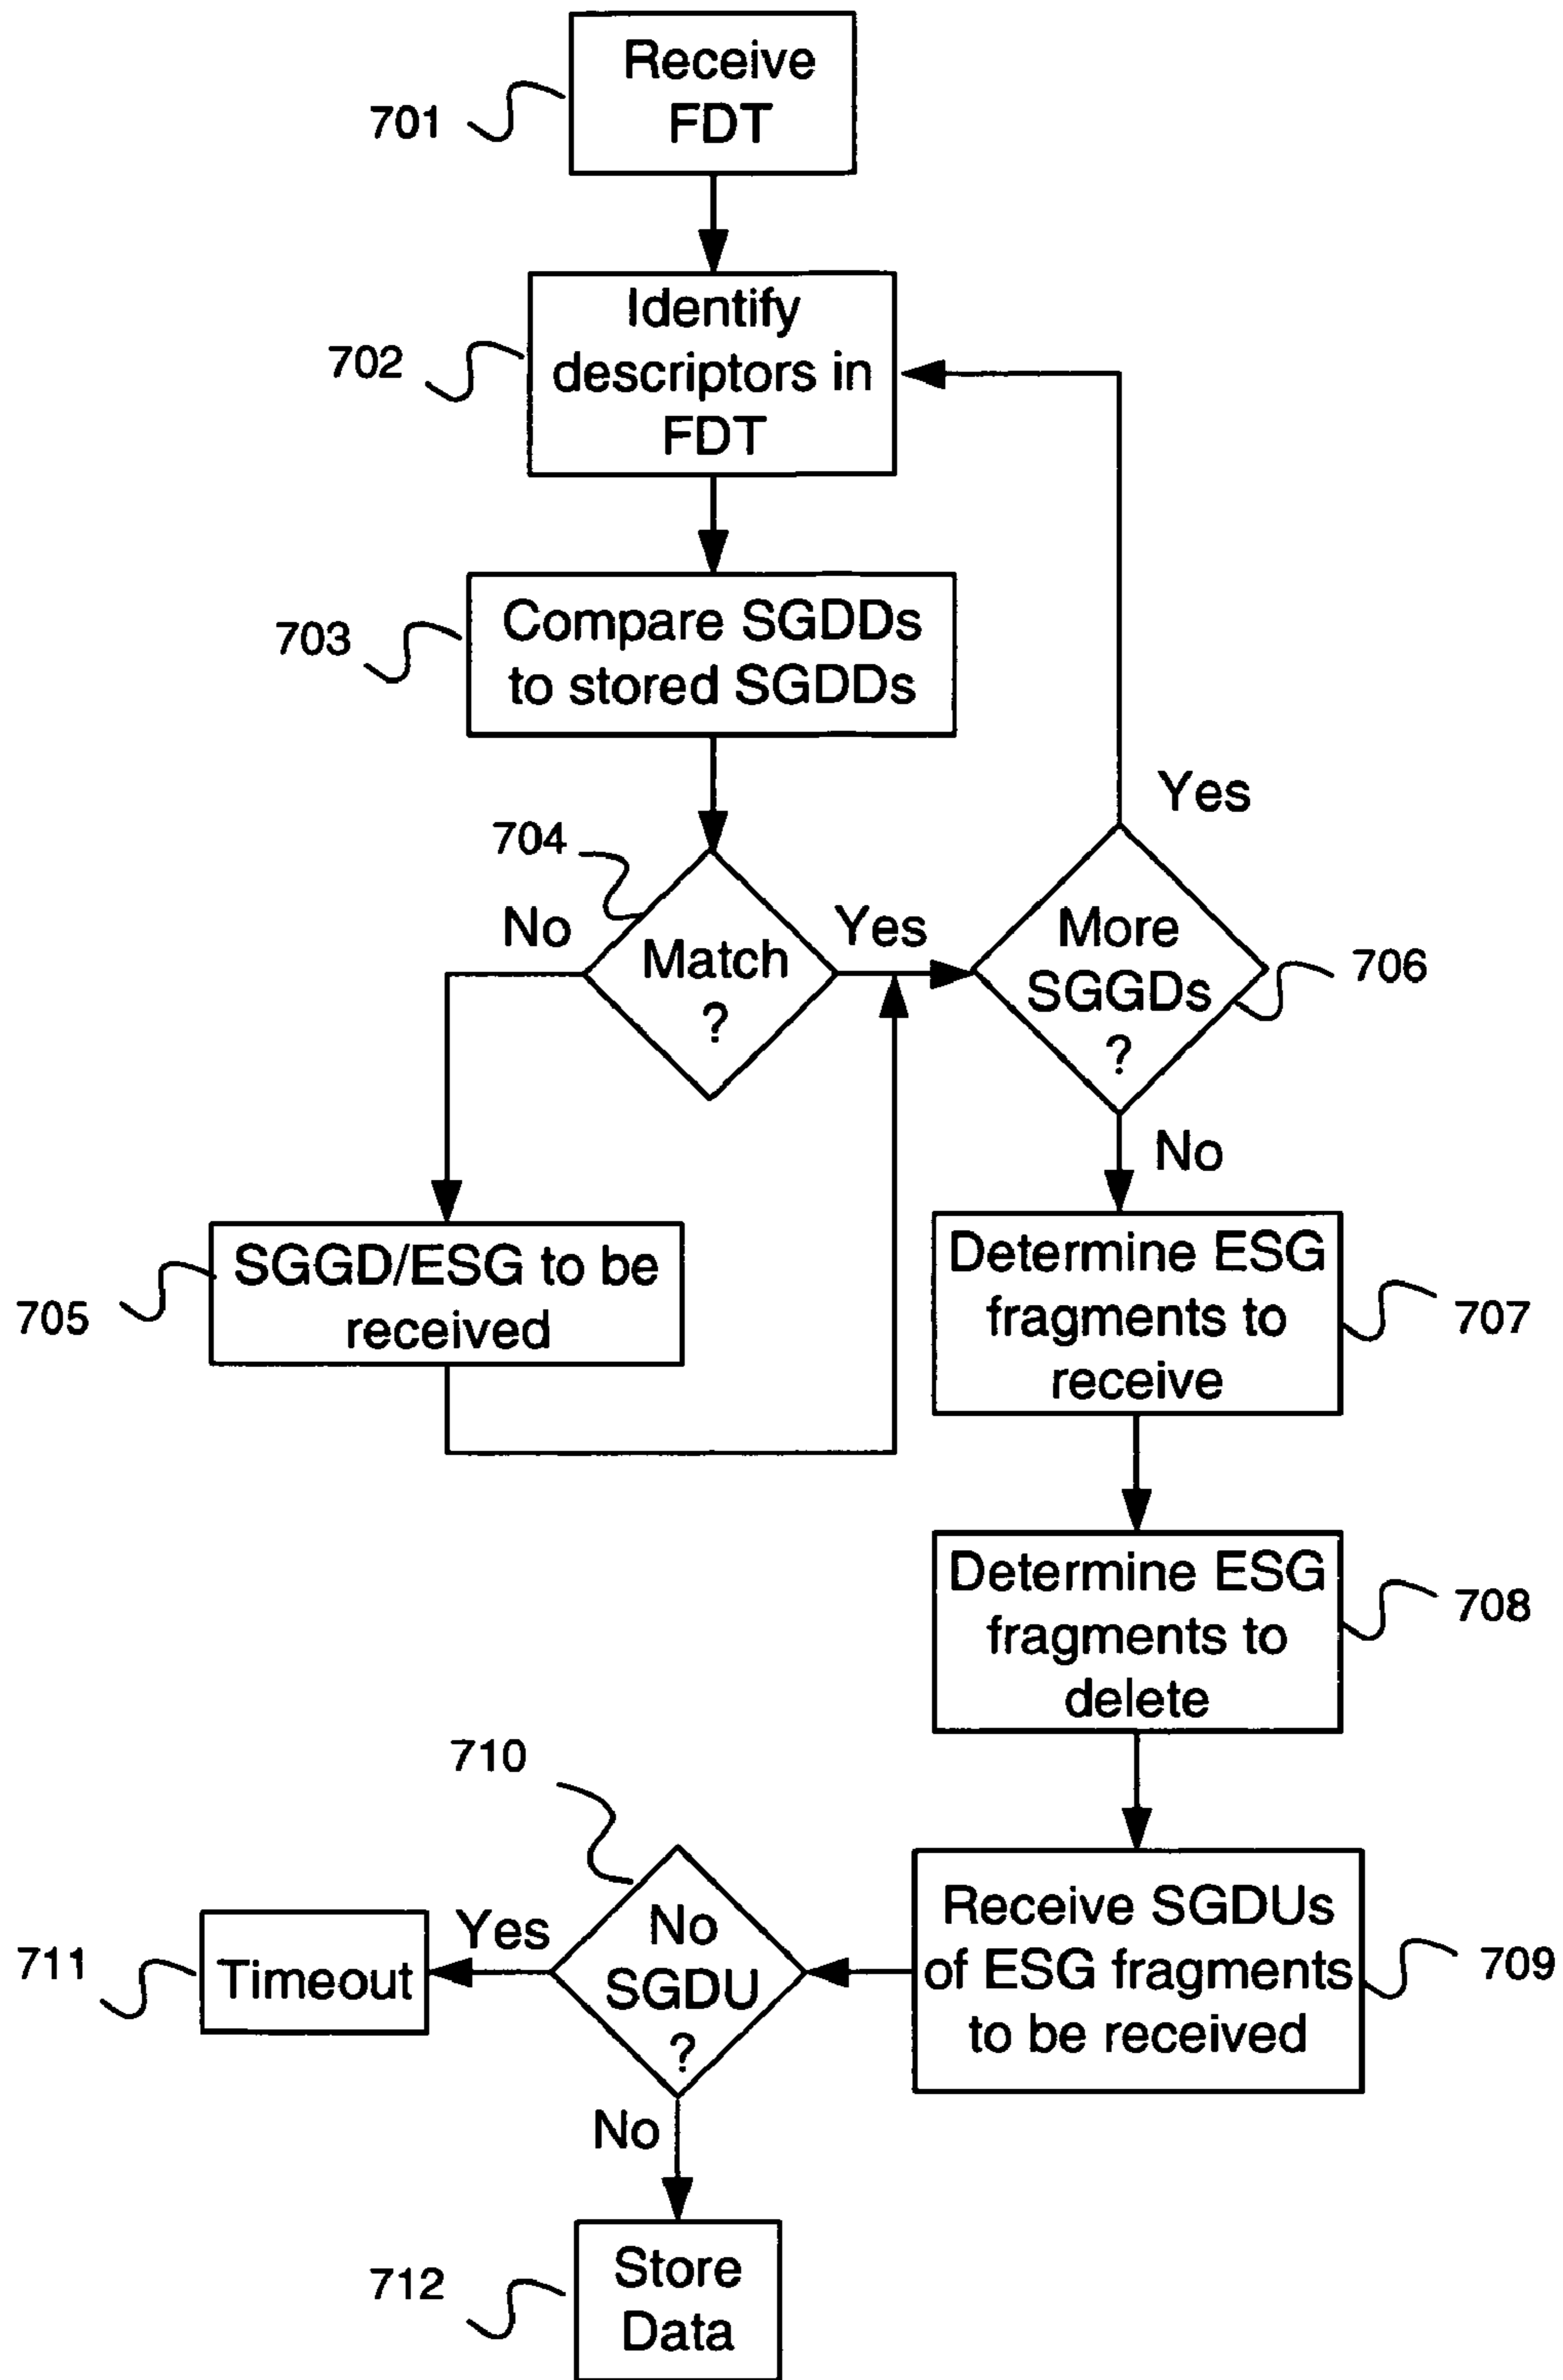 Receive
FDT
701
Identify
descriptors in
FDT
702
Compare SGDDs
to stored SGDDs
703
Yes
704
No
Match
?
Yes
More
SGGDs
?
706
No
SGGD/ESG to be
received
705
Determine ESG
fragments to
receive
707
Determine ESG
fragments to
delete
708
710
Receive SGDUs
of ESG fragments
to be received
709
No
SGDU
?
Yes
Timeout
711
No
Store
Data
712